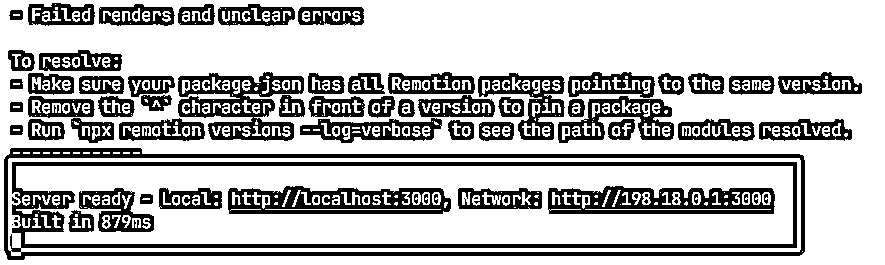 - Failed renders and unclear errors
To resolve:
- Make sure your package.json has all Remotion packages pointing to the same version.
- Remove the `^` character in front of a version to pin a package.
- Run `npx remotion versions --log=verbose` to see the path of the modules resolved.
-------------
Server ready - Local: http://localhost:3000, Network: http://198.18.0.1:3000
Built in 879ms